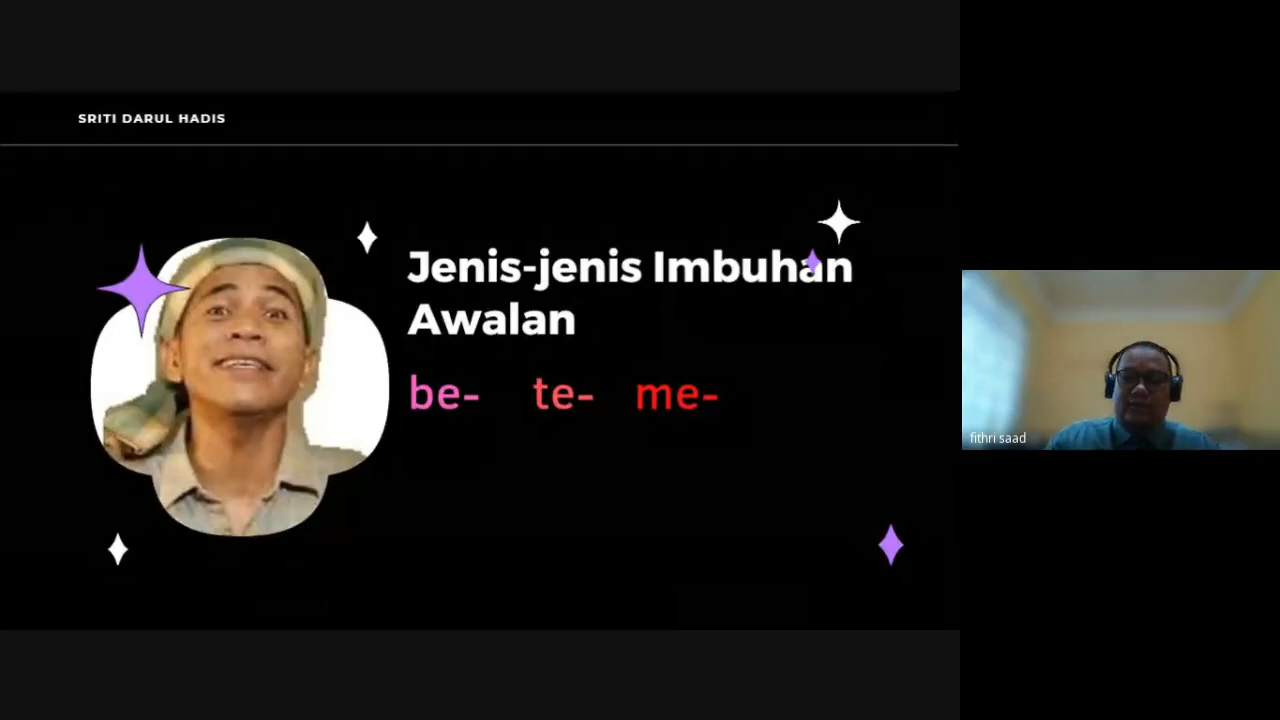 SRITI DARUL HADIS
Jenis-jenis Imbuhan
Awalan
be- te- me-
fithri saad